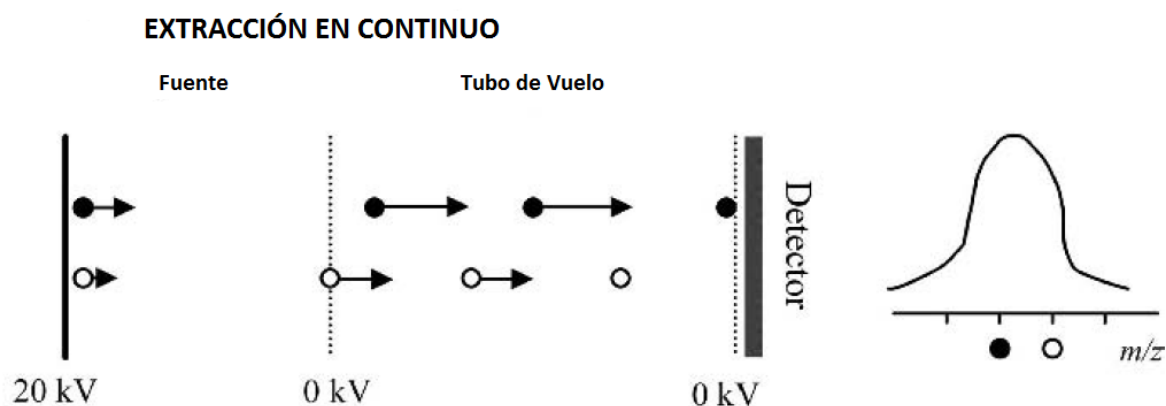 EXTRACCIÓN EN CONTINUO
Fuente
Tubo de Vuelo
Detector
m/z
20 kV
0 kV
0 kV